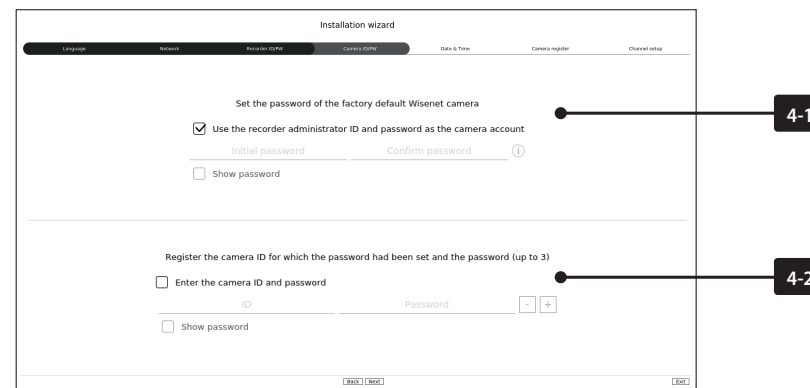 Installation wizard
Language Network Recorder ID/PW Camera ID/PW Date & Time Camera register Channel setup
Set the password of the factory default Wisenet camera
4-1
Use the recorder administrator ID and password as the camera account
Initial password Confirm password i
Show password
Register the camera ID for which the password had been set and the password (up to 3)
4-2
Enter the camera ID and password
ID Password - +
Show password
Back Next Exit